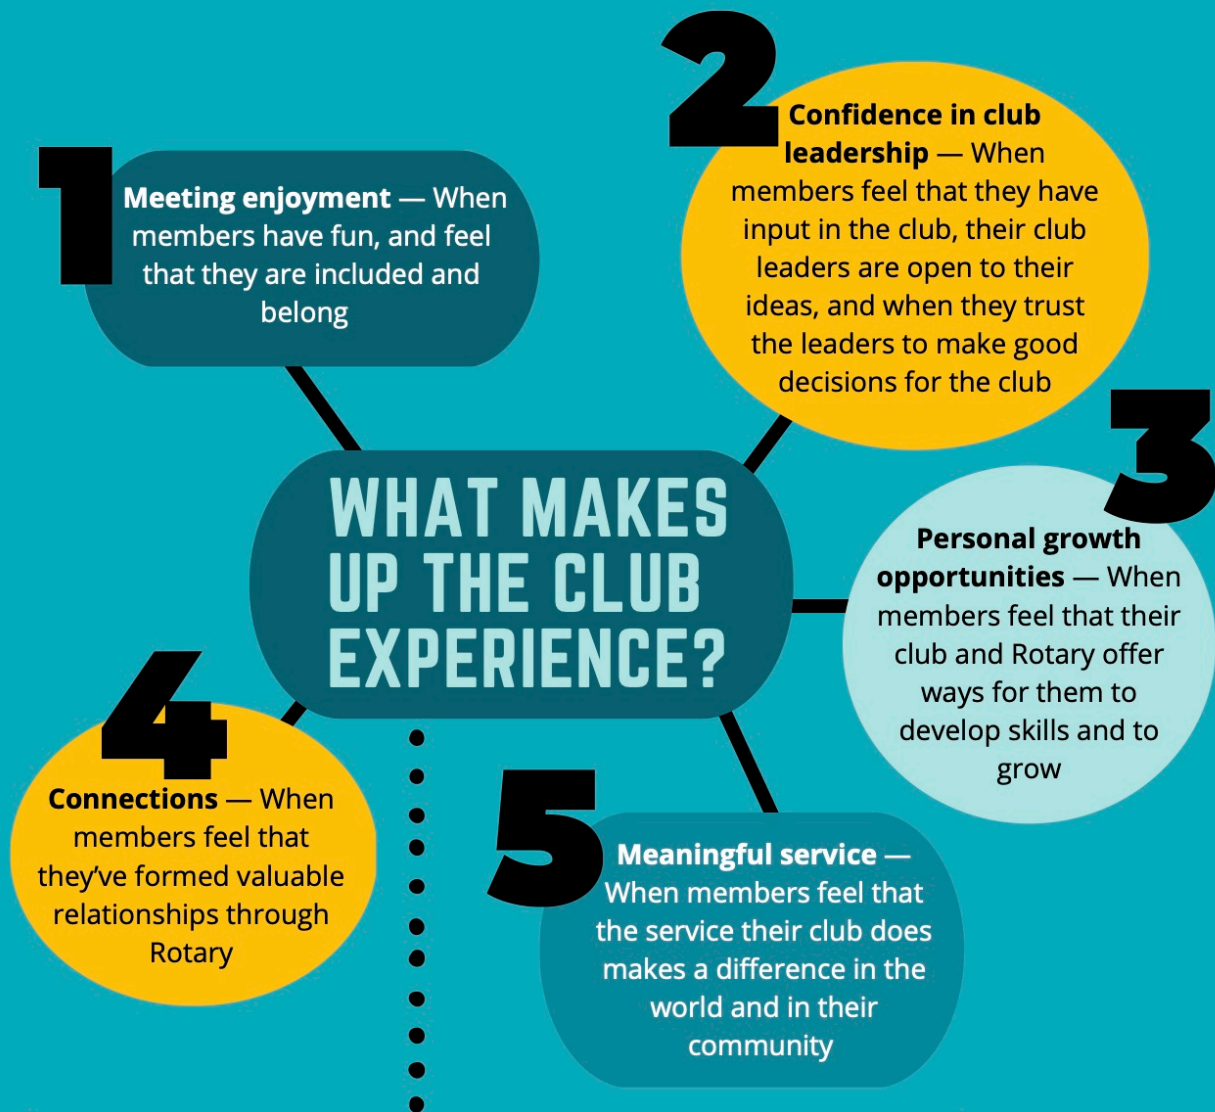 1
Meeting enjoyment — When
members have fun, and feel
that they are included and
belong
2
Confidence in club
leadership — When
members feel that they have
input in the club, their club
leaders are open to their
ideas, and when they trust
the leaders to make good
decisions for the club
WHAT MAKES
UP THE CLUB
EXPERIENCE?
3
Personal growth
opportunities — When
members feel that their
club and Rotary offer
ways for them to
develop skills and to
grow
4
Connections — When
members feel that
they’ve formed valuable
relationships through
Rotary
5
Meaningful service —
When members feel that
the service their club does
makes a difference in the
world and in their
community